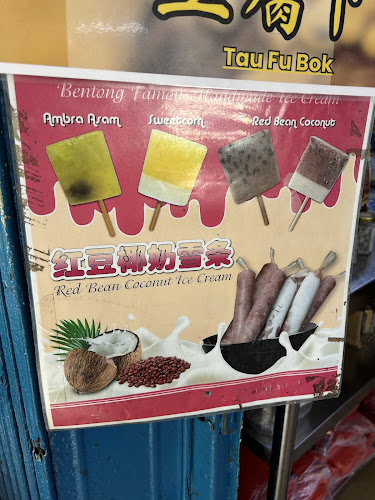 Tau Fu Bok
Bentong Famous Handmade Ice Cream
Ambra Asam Sweetcorn Red Bean Coconut
红豆椰奶雪条
Red Bean Coconut Ice Cream